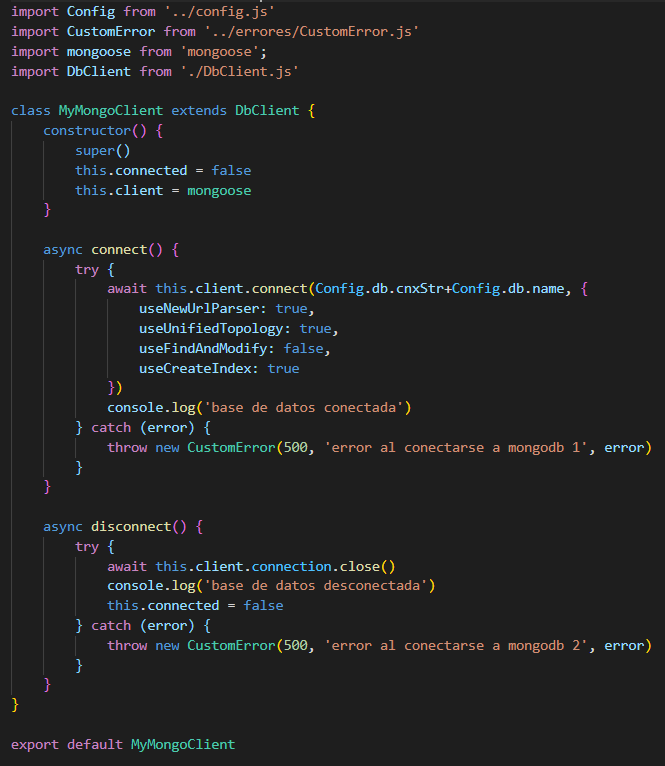 import Config from '../config.js'
import CustomError from '../errores/CustomError.js'
import mongoose from 'mongoose';
import DbClient from './DbClient.js'

class MyMongoClient extends DbClient {
    constructor() {
        super()
        this.connected = false
        this.client = mongoose
    }

    async connect() {
        try {
            await this.client.connect(Config.db.cnxStr+Config.db.name, {
                useNewUrlParser: true,
                useUnifiedTopology: true,
                useFindAndModify: false,
                useCreateIndex: true
            })
            console.log('base de datos conectada')
        } catch (error) {
            throw new CustomError(500, 'error al conectarse a mongodb 1', error)
        }
    }

    async disconnect() {
        try {
            await this.client.connection.close()
            console.log('base de datos desconectada')
            this.connected = false
        } catch (error) {
            throw new CustomError(500, 'error al conectarse a mongodb 2', error)
        }
    }
}

export default MyMongoClient